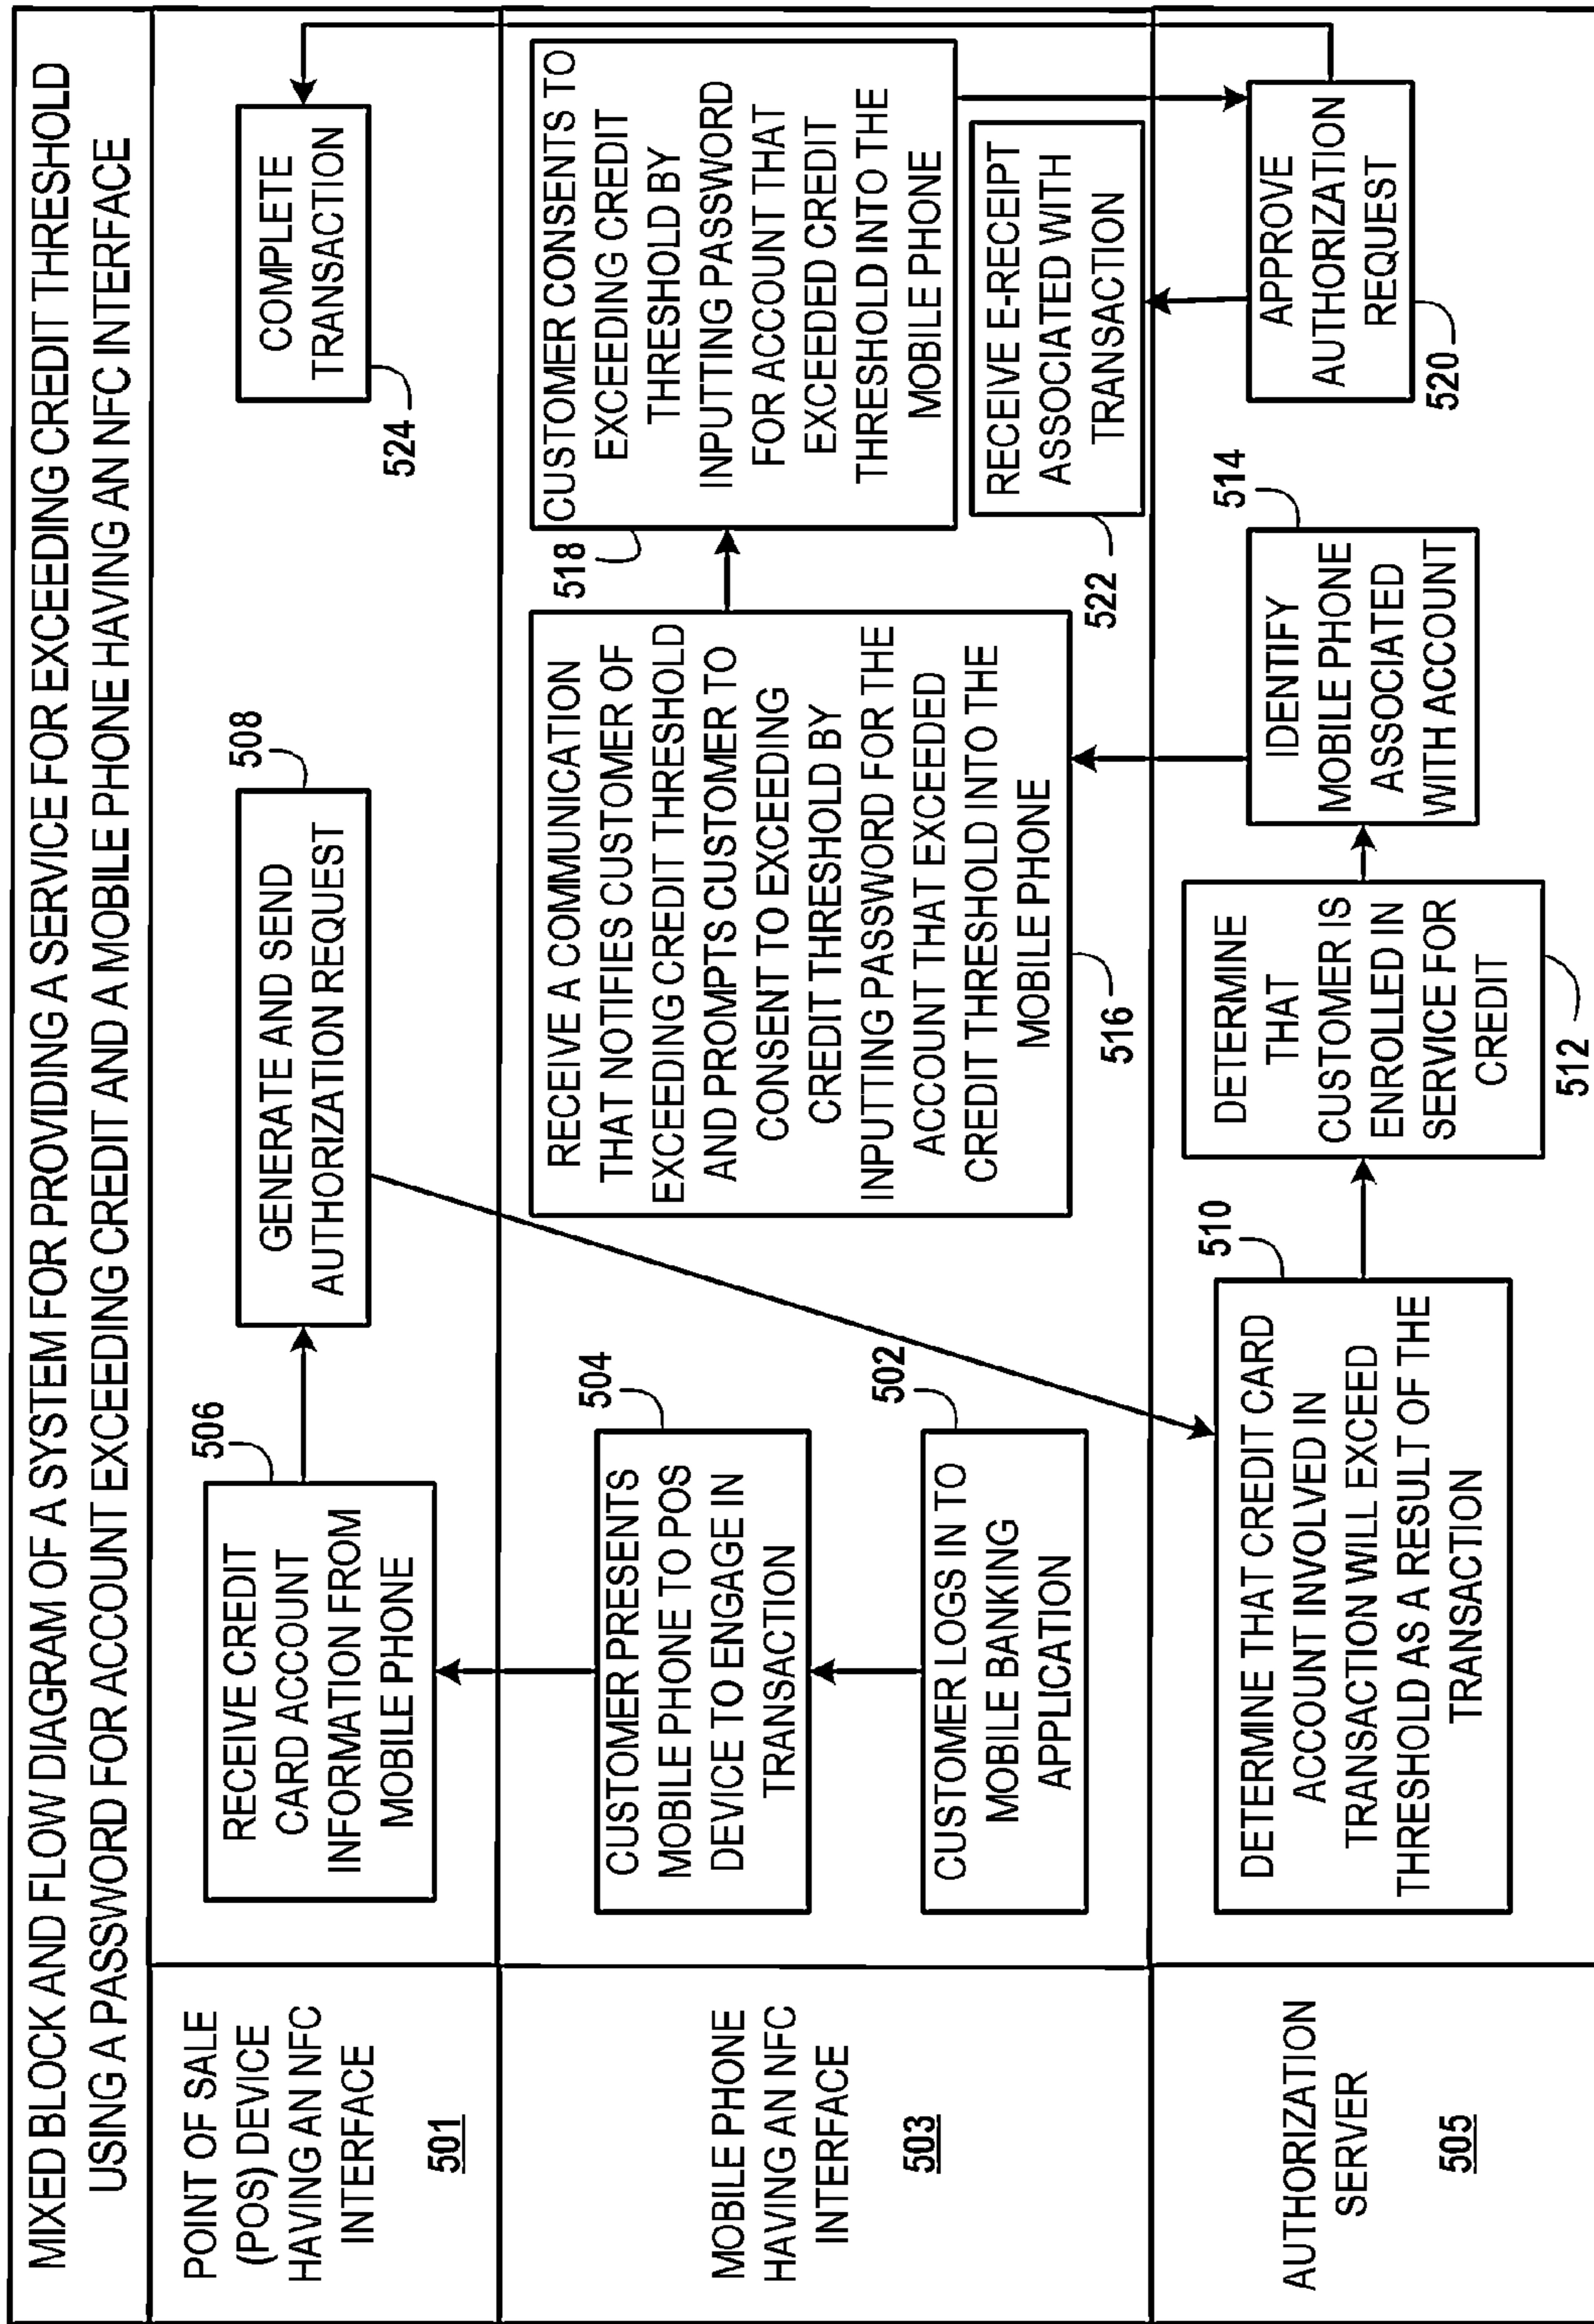 MIXED BLOCK AND FLOW DIAGRAM OF A SYSTEM FOR PROVIDING A SERVICE FOR EXCEEDING CREDIT THRESHOLD
USING A PASSWORD FOR ACCOUNT EXCEEDING CREDIT AND A MOBILE PHONE HAVING AN NFC INTERFACE
POINT OF SALE
(POS) DEVICE
HAVING AN NFC
INTERFACE
501
506
RECEIVE CREDIT
CARD ACCOUNT
INFORMATION FROM
MOBILE PHONE
508
GENERATE AND SEND
AUTHORIZATION REQUEST
COMPLETE
TRANSACTION
524
MOBILE PHONE
HAVING AN NFC
INTERFACE
503
504
CUSTOMER PRESENTS
MOBILE PHONE TO POS
DEVICE TO ENGAGE IN
TRANSACTION
502
CUSTOMER LOGS IN TO
MOBILE BANKING
APPLICATION
RECEIVE A COMMUNICATION
THAT NOTIFIES CUSTOMER OF
EXCEEDING CREDIT THRESHOLD
AND PROMPTS CUSTOMER TO
CONSENT TO EXCEEDING
CREDIT THRESHOLD BY
INPUTTING PASSWORD FOR THE
ACCOUNT THAT EXCEEDED
CREDIT THRESHOLD INTO THE
MOBILE PHONE
516
518
CUSTOMER CONSENTS TO
EXCEEDING CREDIT
THRESHOLD BY
INPUTTING PASSWORD
FOR ACCOUNT THAT
EXCEEDED CREDIT
THRESHOLD INTO THE
MOBILE PHONE
RECEIVE E-RECEIPT
ASSOCIATED WITH
TRANSACTION
522
AUTHORIZATION
SERVER
505
510
DETERMINE THAT CREDIT CARD
ACCOUNT INVOLVED IN
TRANSACTION WILL EXCEED
THRESHOLD AS A RESULT OF THE
TRANSACTION
DETERMINE
THAT
CUSTOMER IS
ENROLLED IN
SERVICE FOR
CREDIT
512
514
IDENTIFY
MOBILE PHONE
ASSOCIATED
WITH ACCOUNT
APPROVE
AUTHORIZATION
REQUEST
520